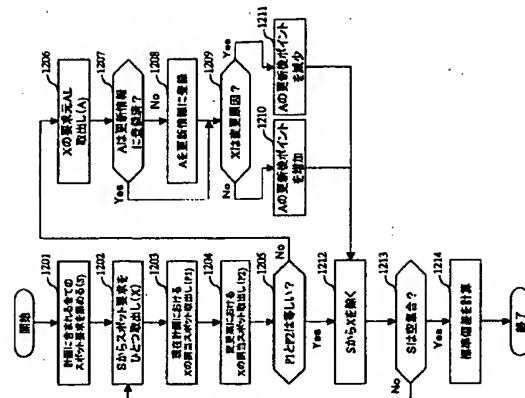 開始
1201
計画に含まれる全ての
スポット要求を集める(S)
1202
Sからスポット要求を
ひとつ取出し(X)
1203
現在計画における
Xの割当スポット取出し(P1)
1204
変更案における
Xの割当スポット取出し(P2)
1205
P1とP2は等しい?
No
Yes
1206
Xの要求元AL
取出し(A)
1207
Aは更新情報
に登録済?
Yes
No
1208
Aを更新情報に登録
1209
Xは変更原因?
No
Yes
1210
Aの更新後ポイント
を増加
1211
Aの更新後ポイント
を減少
1212
SからXを除く
1213
Sは空集合?
No
Yes
1214
標準偏差を計算
終了